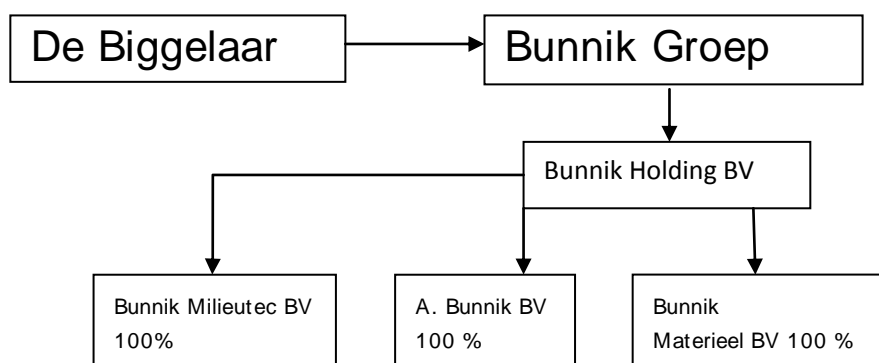 De Biggelaar
Bunnik Groep
Bunnik Holding BV
Bunnik Milieutec BV
100%
A. Bunnik BV
100 %
Bunnik
Materieel BV 100 %